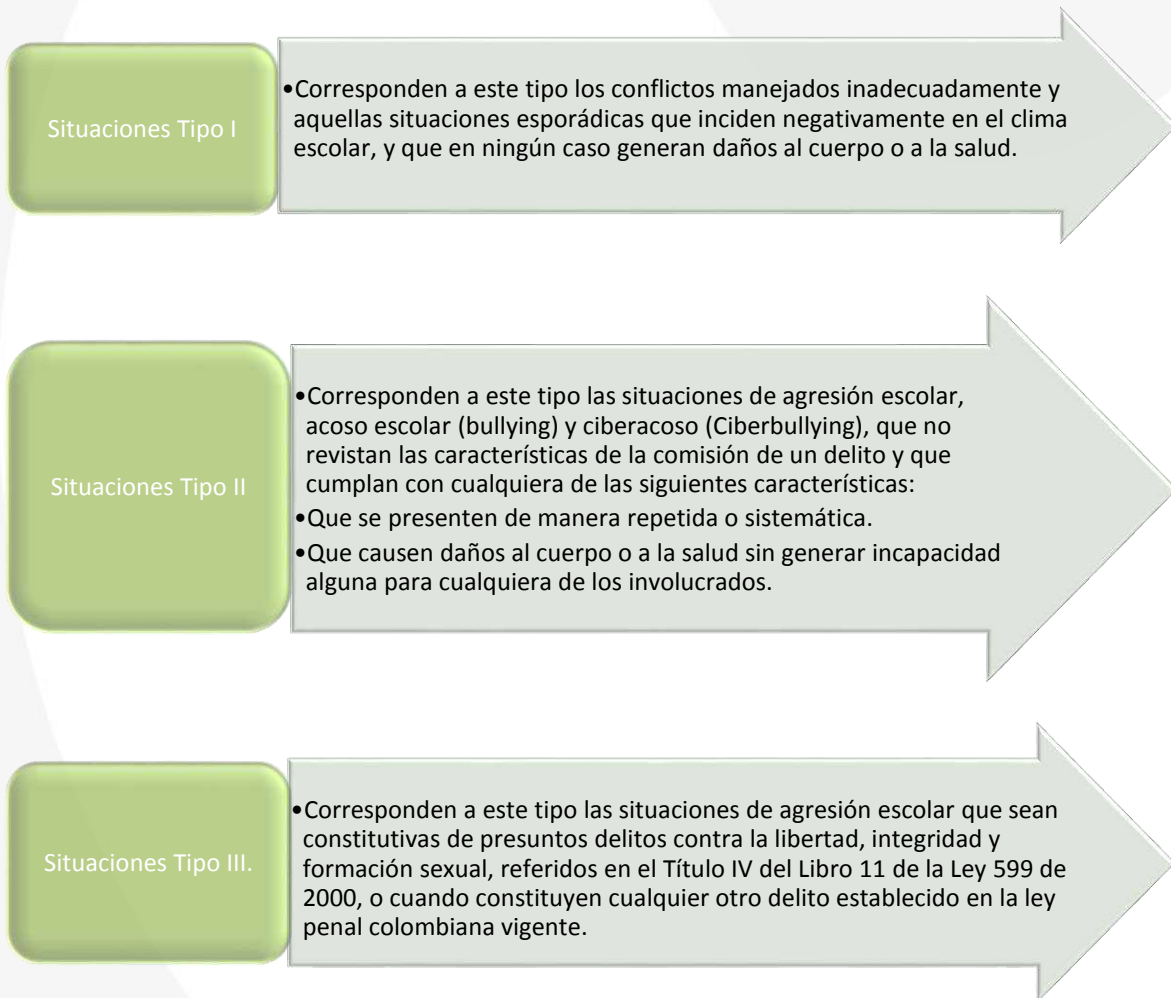 Situaciones Tipo I
•Corresponden a este tipo los conflictos manejados inadecuadamente y
aquellas situaciones esporádicas que inciden negativamente en el clima
escolar, y que en ningún caso generan daños al cuerpo o a la salud.
Situaciones Tipo II
•Corresponden a este tipo las situaciones de agresión escolar,
acoso escolar (bullying) y ciberacoso (Ciberbullying), que no
revistan las características de la comisión de un delito y que
cumplan con cualquiera de las siguientes características:
•Que se presenten de manera repetida o sistemática.
•Que causen daños al cuerpo o a la salud sin generar incapacidad
alguna para cualquiera de los involucrados.
Situaciones Tipo III.
•Corresponden a este tipo las situaciones de agresión escolar que sean
constitutivas de presuntos delitos contra la libertad, integridad y
formación sexual, referidos en el Título IV del Libro 11 de la Ley 599 de
2000, o cuando constituyen cualquier otro delito establecido en la ley
penal colombiana vigente.